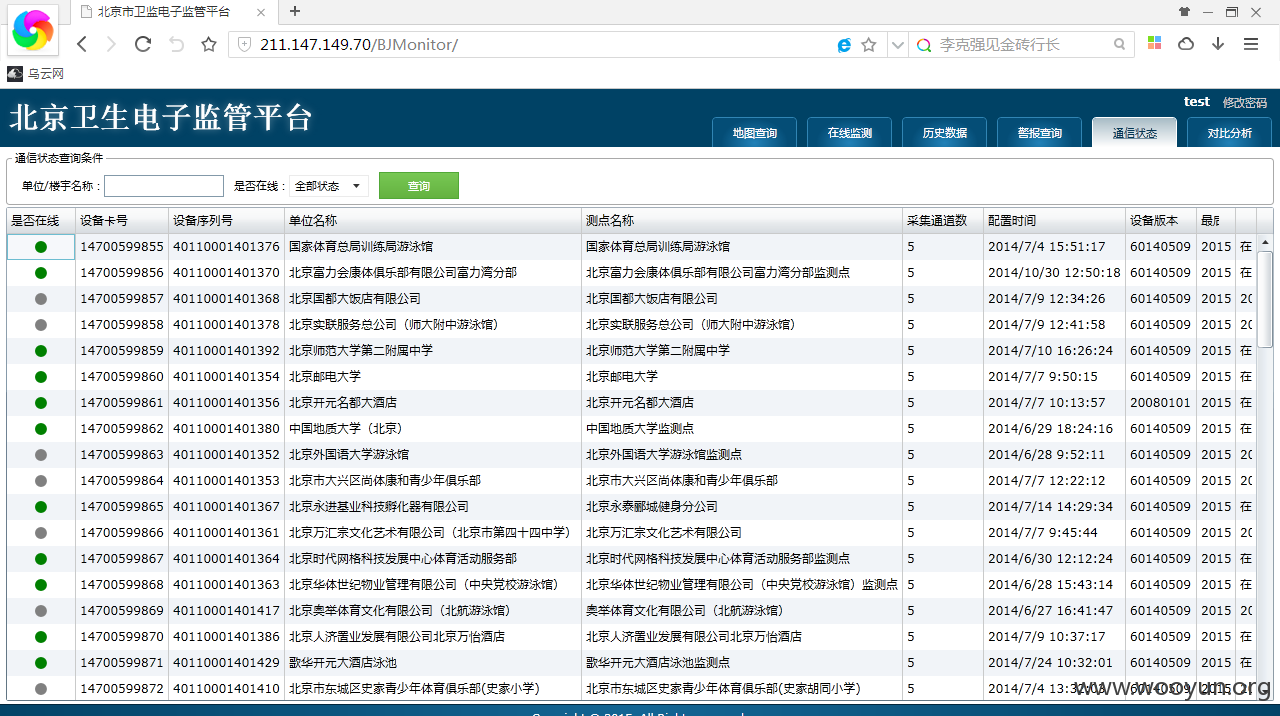 北京市卫监电子监管平台
211.147.149.70/BJMonitor/
李克强见金砖行长
乌云网
北京卫生电子监管平台
test 修改密码
地图查询 在线监测 历史数据 警报查询 通信状态 对比分析
通信状态查询条件
单位/楼宇名称： 是否在线： 全部状态 查询
是否在线 设备卡号 设备序列号 单位名称 测点名称 采集通道数 配置时间 设备版本 最后
14700599855 40110001401376 国家体育总局训练局游泳馆 国家体育总局训练局游泳馆 5 2014/7/4 15:51:17 60140509 2015 在
14700599856 40110001401370 北京富力会康体俱乐部有限公司富力湾分部 北京富力会康体俱乐部有限公司富力湾分部监测点 5 2014/10/30 12:50:18 60140509 2015 在
14700599857 40110001401368 北京国都大饭店有限公司 北京国都大饭店有限公司 5 2014/7/9 12:34:26 60140509 2015 20
14700599858 40110001401378 北京实联服务总公司（师大附中游泳馆） 北京实联服务总公司（师大附中游泳馆） 5 2014/7/9 12:41:58 60140509 2015 20
14700599859 40110001401392 北京师范大学第二附属中学 北京师范大学第二附属中学 5 2014/7/10 16:26:24 60140509 2015 在
14700599860 40110001401354 北京邮电大学 北京邮电大学 5 2014/7/7 9:50:15 60140509 2015 在
14700599861 40110001401356 北京开元名都大酒店 北京开元名都大酒店 5 2014/7/7 10:13:57 20080101 2015 在
14700599862 40110001401380 中国地质大学（北京） 中国地质大学监测点 5 2014/6/29 18:24:16 60140509 2015 在
14700599863 40110001401352 北京外国语大学游泳馆 北京外国语大学游泳馆监测点 5 2014/6/28 9:52:11 60140509 2015 20
14700599864 40110001401353 北京市大兴区尚体康和青少年俱乐部 北京市大兴区尚体康和青少年俱乐部 5 2014/7/7 12:22:12 60140509 2015 20
14700599865 40110001401367 北京永进基业科技孵化器有限公司 北京永泰郦城健身分公司 5 2014/7/14 14:29:34 60140509 2015 在
14700599866 40110001401361 北京万汇宗文化艺术有限公司（北京市第四十四中学） 北京万汇宗文化艺术有限公司 5 2014/7/7 9:45:44 60140509 2015 20
14700599867 40110001401364 北京时代网格科技发展中心体育活动服务部 北京时代网格科技发展中心体育活动服务部监测点 5 2014/6/30 12:12:24 60140509 2015 在
14700599868 40110001401363 北京华体世纪物业管理有限公司（中央党校游泳馆） 北京华体世纪物业管理有限公司（中央党校游泳馆）监测点 5 2014/6/28 15:43:14 60140509 2015 在
14700599869 40110001401417 北京奥举体育文化有限公司（北航游泳馆） 奥举体育文化有限公司（北航游泳馆） 5 2014/6/27 16:41:47 60140509 2015 20
14700599870 40110001401386 北京人济置业发展有限公司北京万怡酒店 北京人济置业发展有限公司北京万怡酒店 5 2014/7/9 10:37:17 60140509 2015 在
14700599871 40110001401429 歌华开元大酒店泳池 歌华开元大酒店泳池监测点 5 2014/7/24 10:32:01 60140509 2015 在
14700599872 40110001401410 北京市东城区史家青少年体育俱乐部(史家小学) 北京市东城区史家青少年体育俱乐部(史家胡同小学) 5 2014/7/4
www.wooyun.org